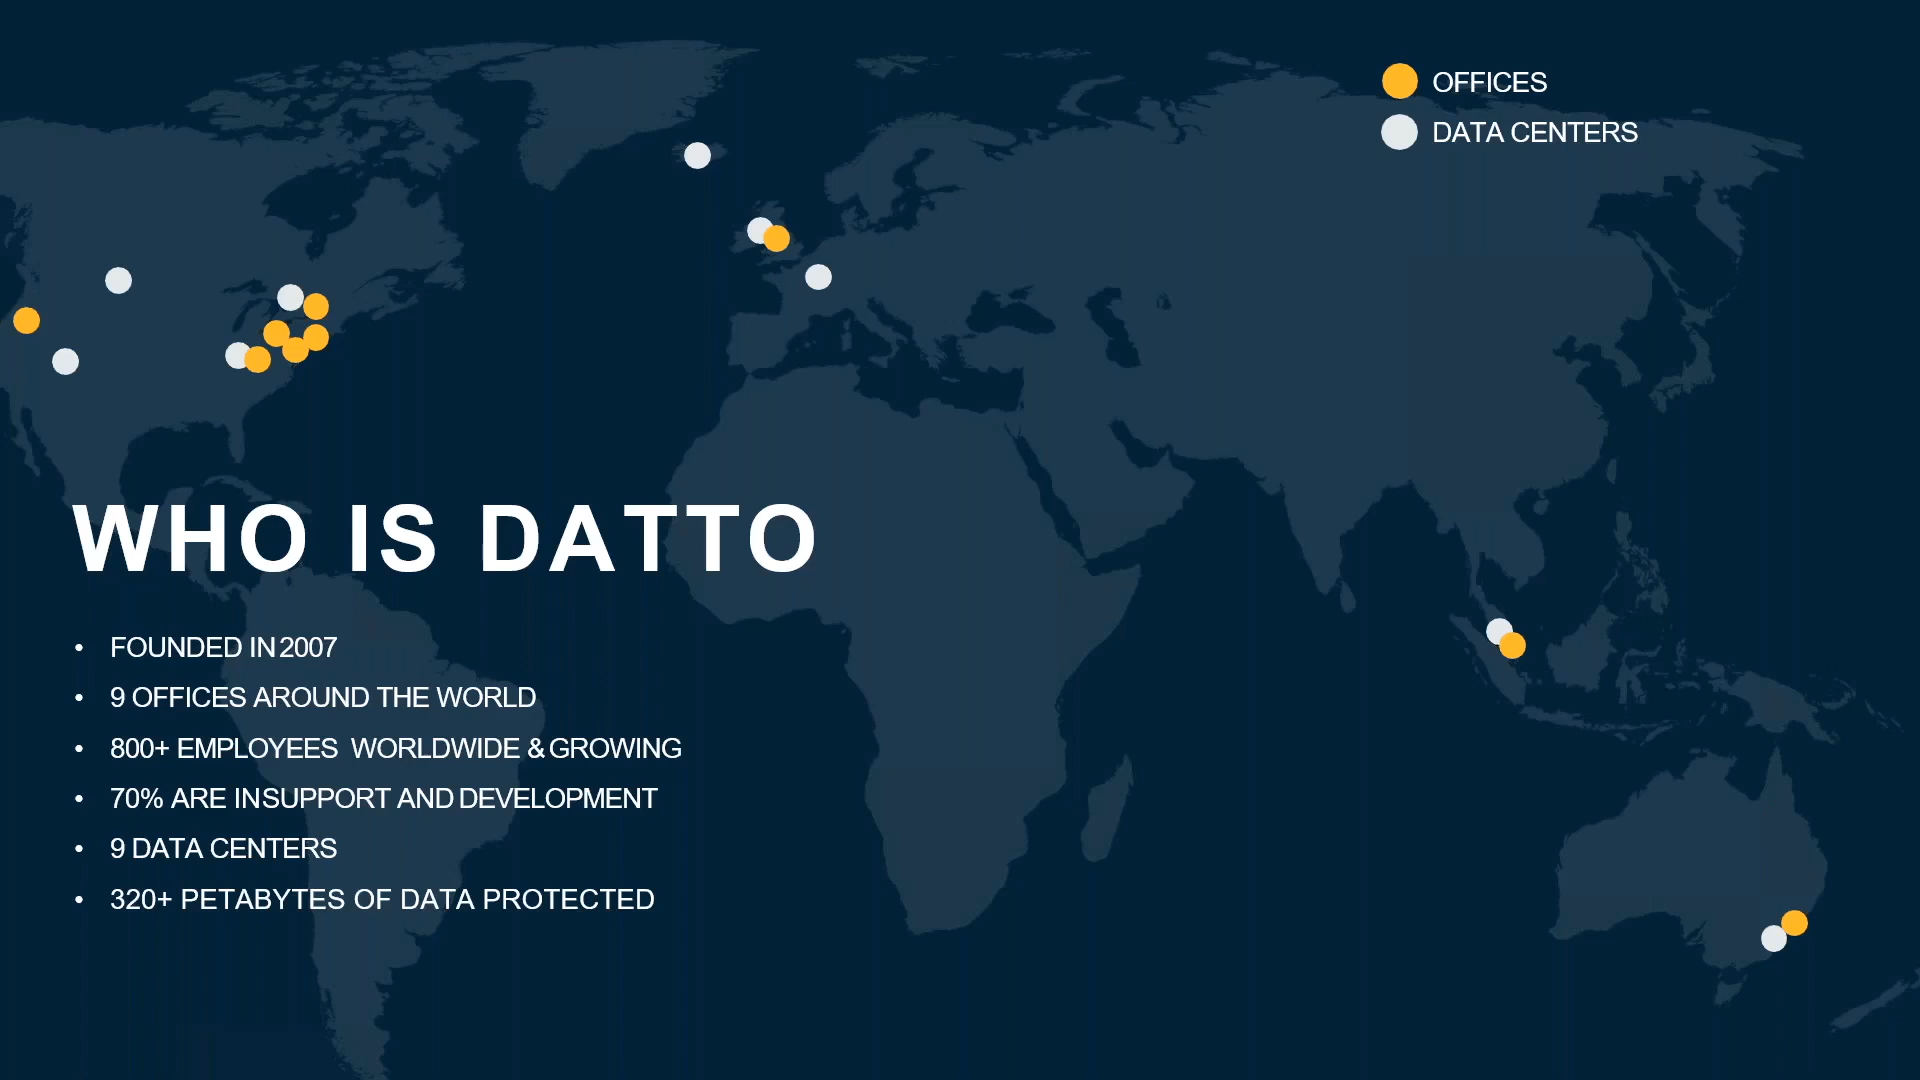 OFFICES
DATA CENTERS
WHO IS DATTO
• FOUNDED IN 2007
• 9 OFFICES AROUND THE WORLD
• 800+ EMPLOYEES WORLDWIDE & GROWING
• 70% ARE IN SUPPORT AND DEVELOPMENT
• 9 DATA CENTERS
• 320+ PETABYTES OF DATA PROTECTED